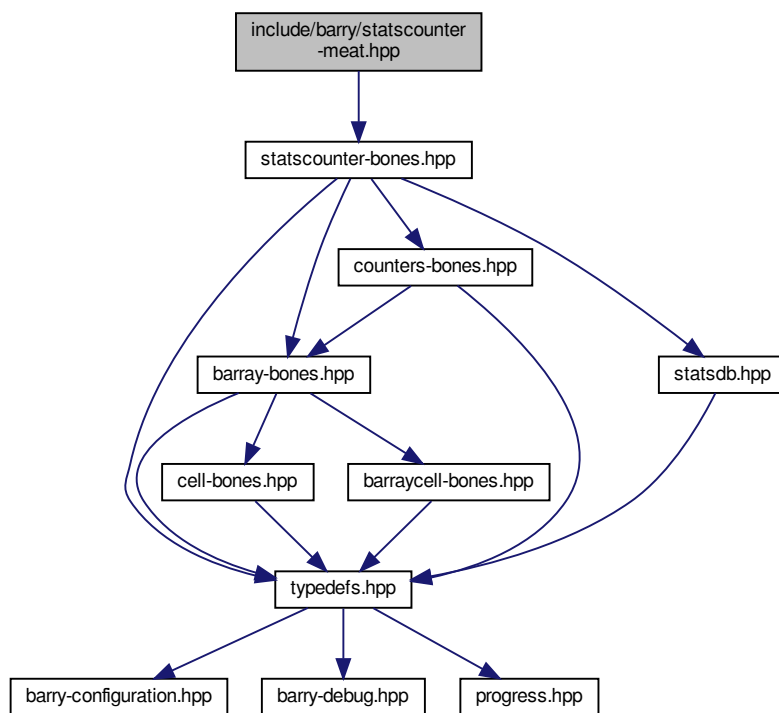 include/barry/statscounter
-meat.hpp
statscounter-bones.hpp
counters-bones.hpp
barray-bones.hpp
statsdb.hpp
cell-bones.hpp
barraycell-bones.hpp
typedefs.hpp
barry-configuration.hpp
barry-debug.hpp
progress.hpp